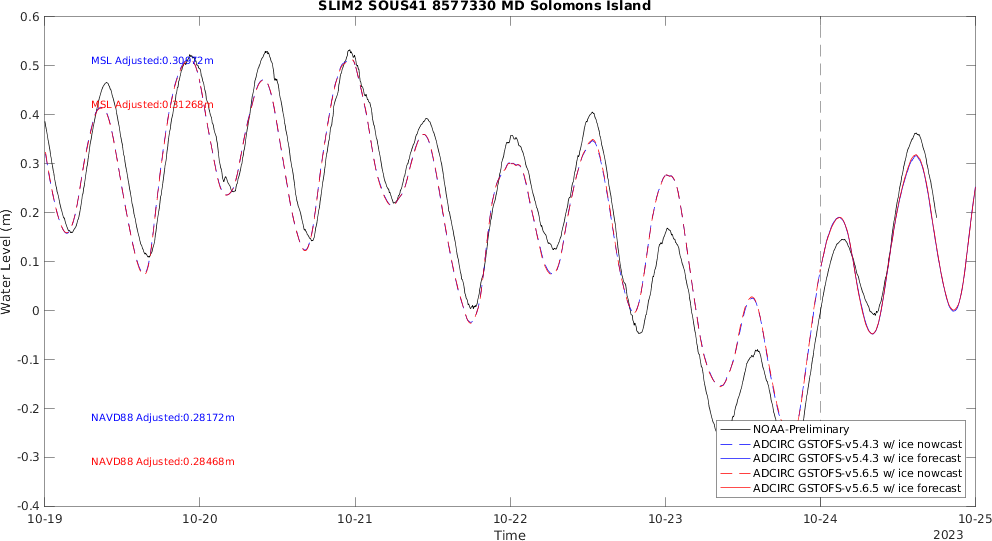 SLIM2 SOUS41 8577330 MD Solomons Island
0.6
0.5
0.4
0.3
0.2
0.1
0
-0.1
-0.2
-0.3
-0.4
Water Level (m)
MSL Adjusted:0.30972m
MSL Adjusted:0.31268m
NAVD88 Adjusted:0.28172m
NAVD88 Adjusted:0.28468m
NOAA-Preliminary
ADCIRC GSTOFS-v5.4.3 w/ ice nowcast
ADCIRC GSTOFS-v5.4.3 w/ ice forecast
ADCIRC GSTOFS-v5.6.5 w/ ice nowcast
ADCIRC GSTOFS-v5.6.5 w/ ice forecast
10-19 10-20 10-21 10-22 10-23 10-24 10-25
Time
2023